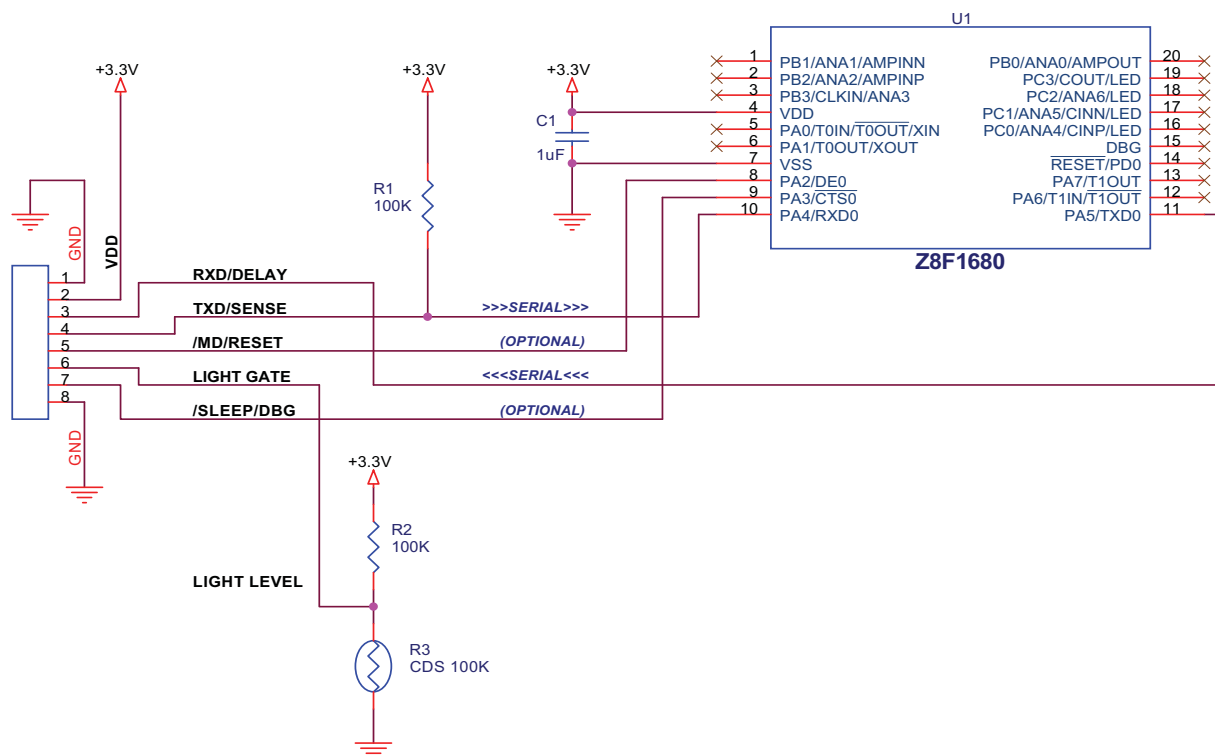 U1
+3.3V
+3.3V
+3.3V
1 PB1/ANA1/AMPINN
2 PB2/ANA2/AMPINP
3 PB3/CLKIN/ANA3
4 VDD
5 PA0/T0IN/T0OUT/XIN
6 PA1/T0OUT/XOUT
7 VSS
8 PA2/DE0
9 PA3/CTS0
10 PA4/RXD0
PB0/ANA0/AMPOUT 20
PC3/COUT/LED 19
PC2/ANA6/LED 18
PC1/ANA5/CINN/LED 17
PC0/ANA4/CINP/LED 16
DBG 15
RESET/PD0 14
PA7/T1OUT 13
PA6/T1IN/T1OUT 12
PA5/TXD0 11
Z8F1680
C1
1uF
R1
100K
GND
VDD
1
2
3
4
5
6
7
8
RXD/DELAY
TXD/SENSE
>>>SERIAL>>>
/MD/RESET
(OPTIONAL)
LIGHT GATE
<<<SERIAL<<<
/SLEEP/DBG
(OPTIONAL)
GND
+3.3V
R2
100K
LIGHT LEVEL
R3
CDS 100K